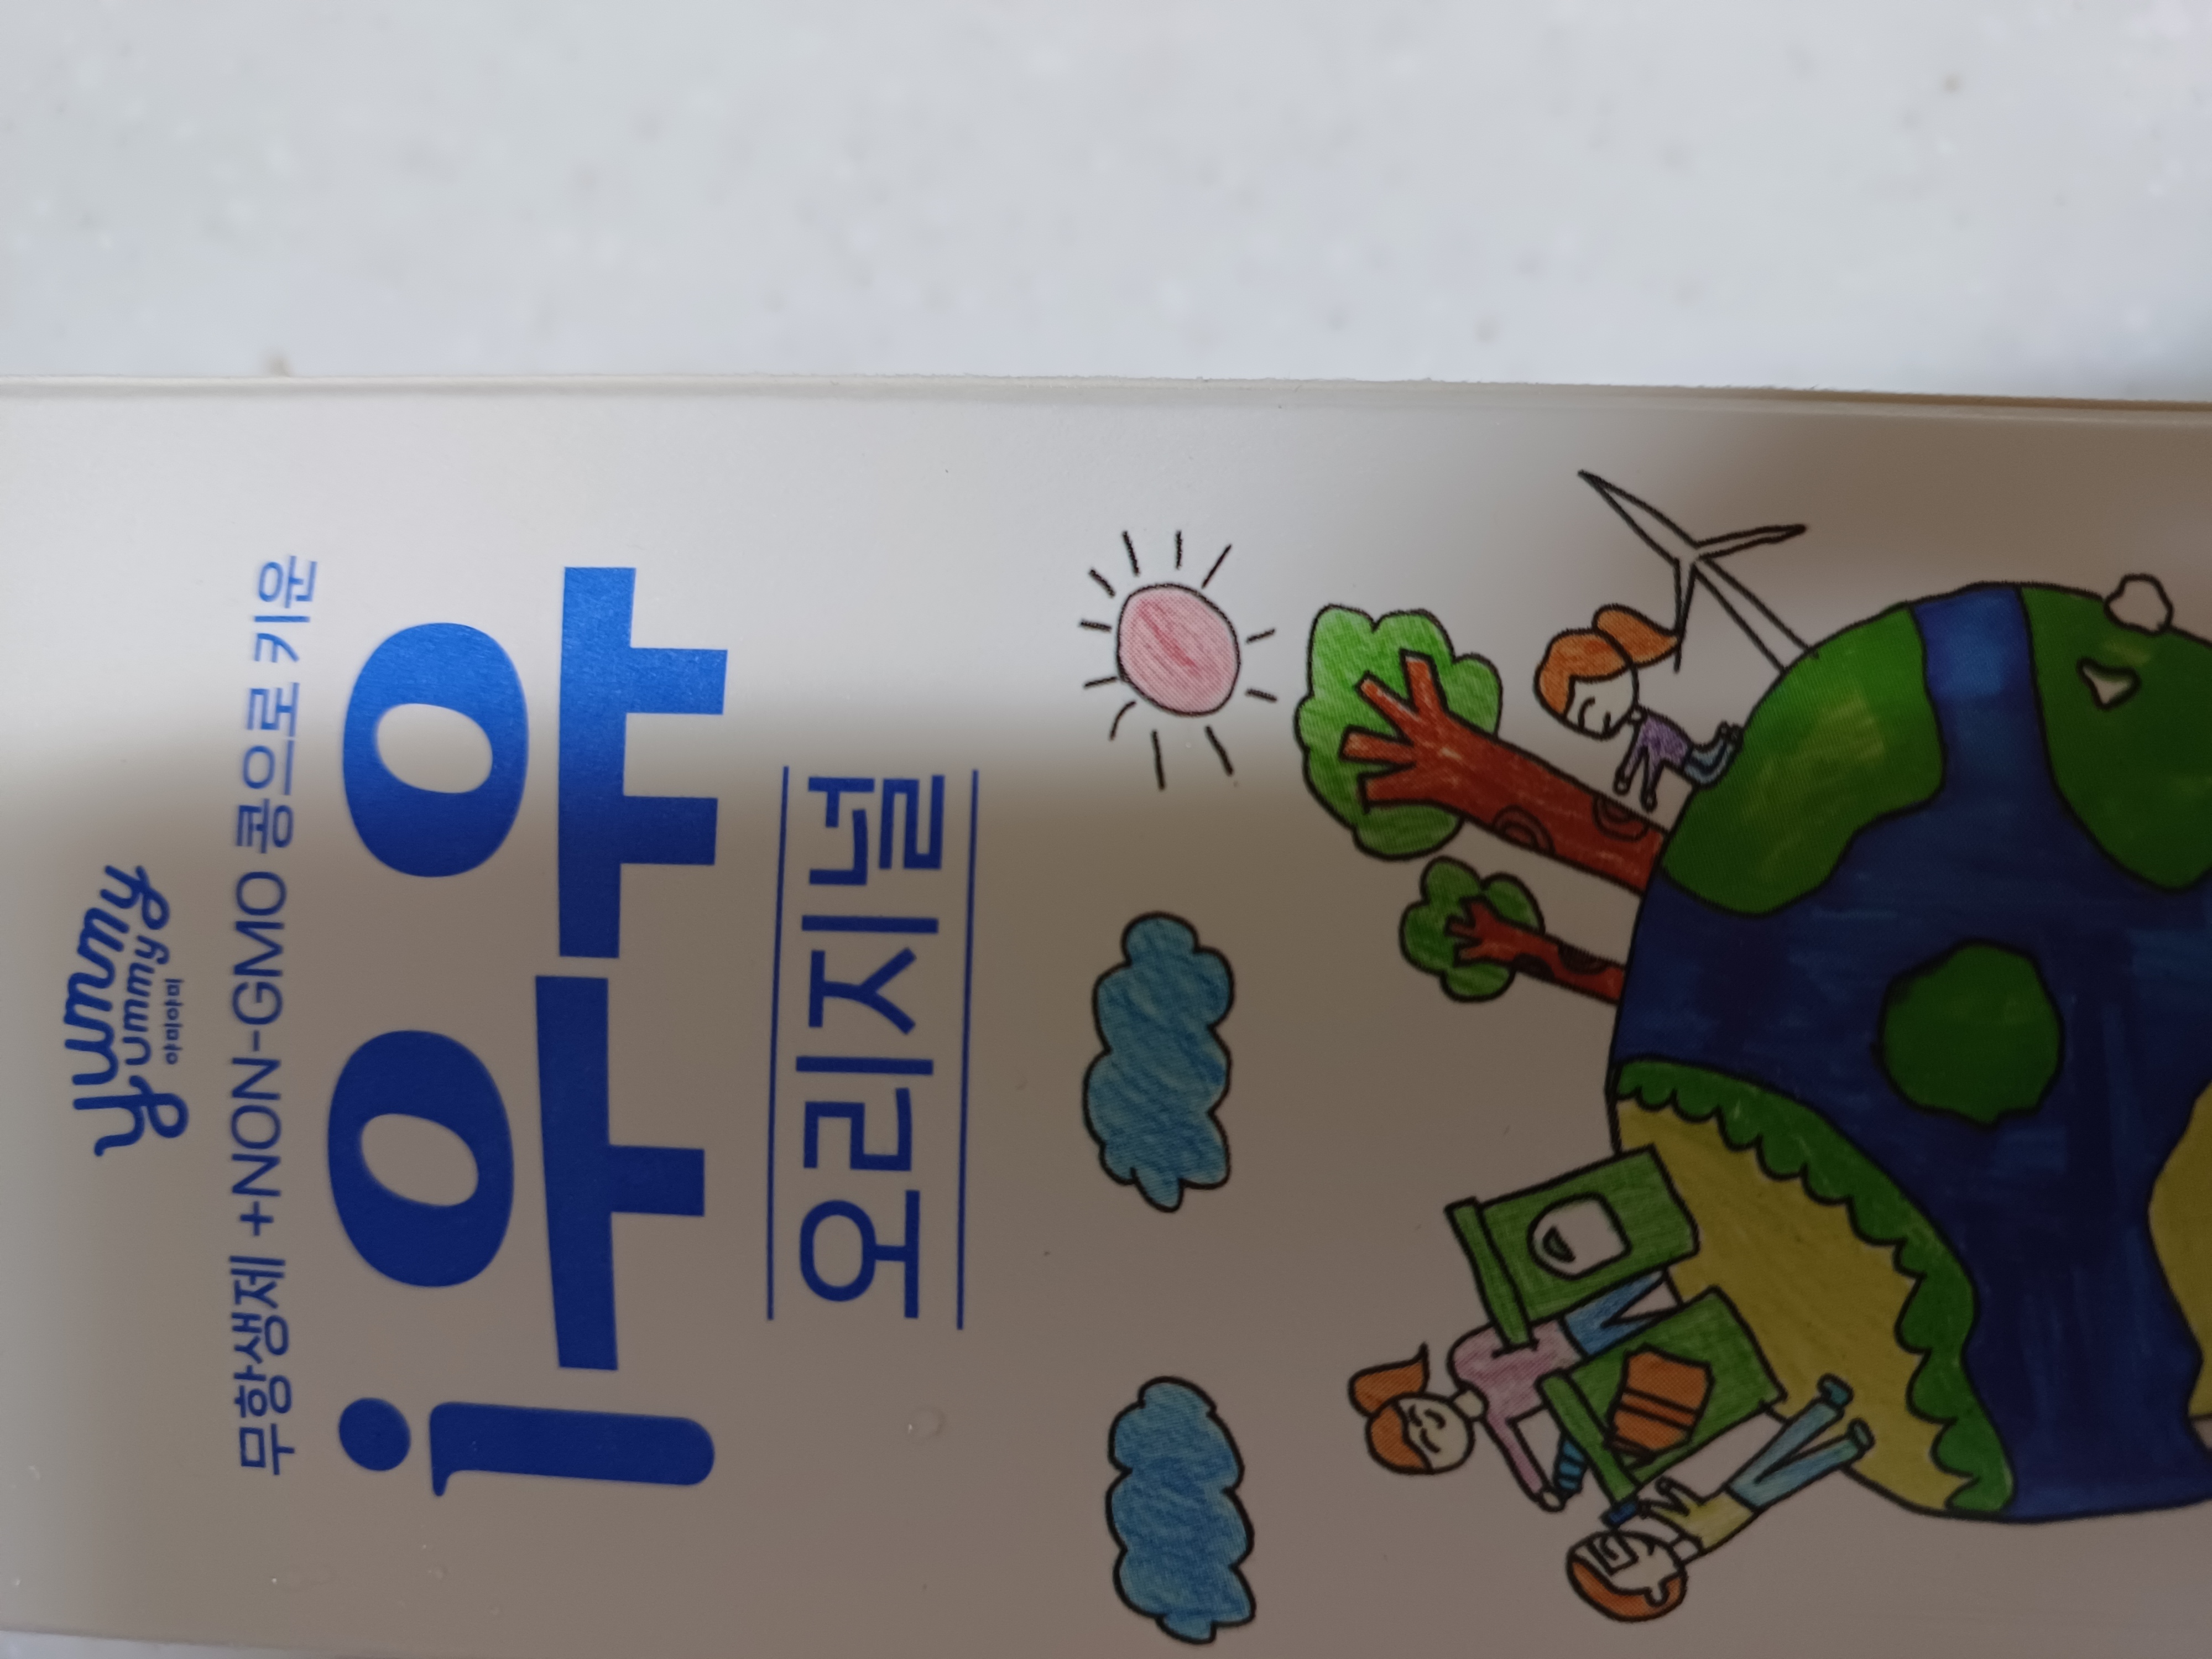 yummy
yummy
야미야미
무항생제 +NON-GMO 콩으로 키운
i우유
오리지널